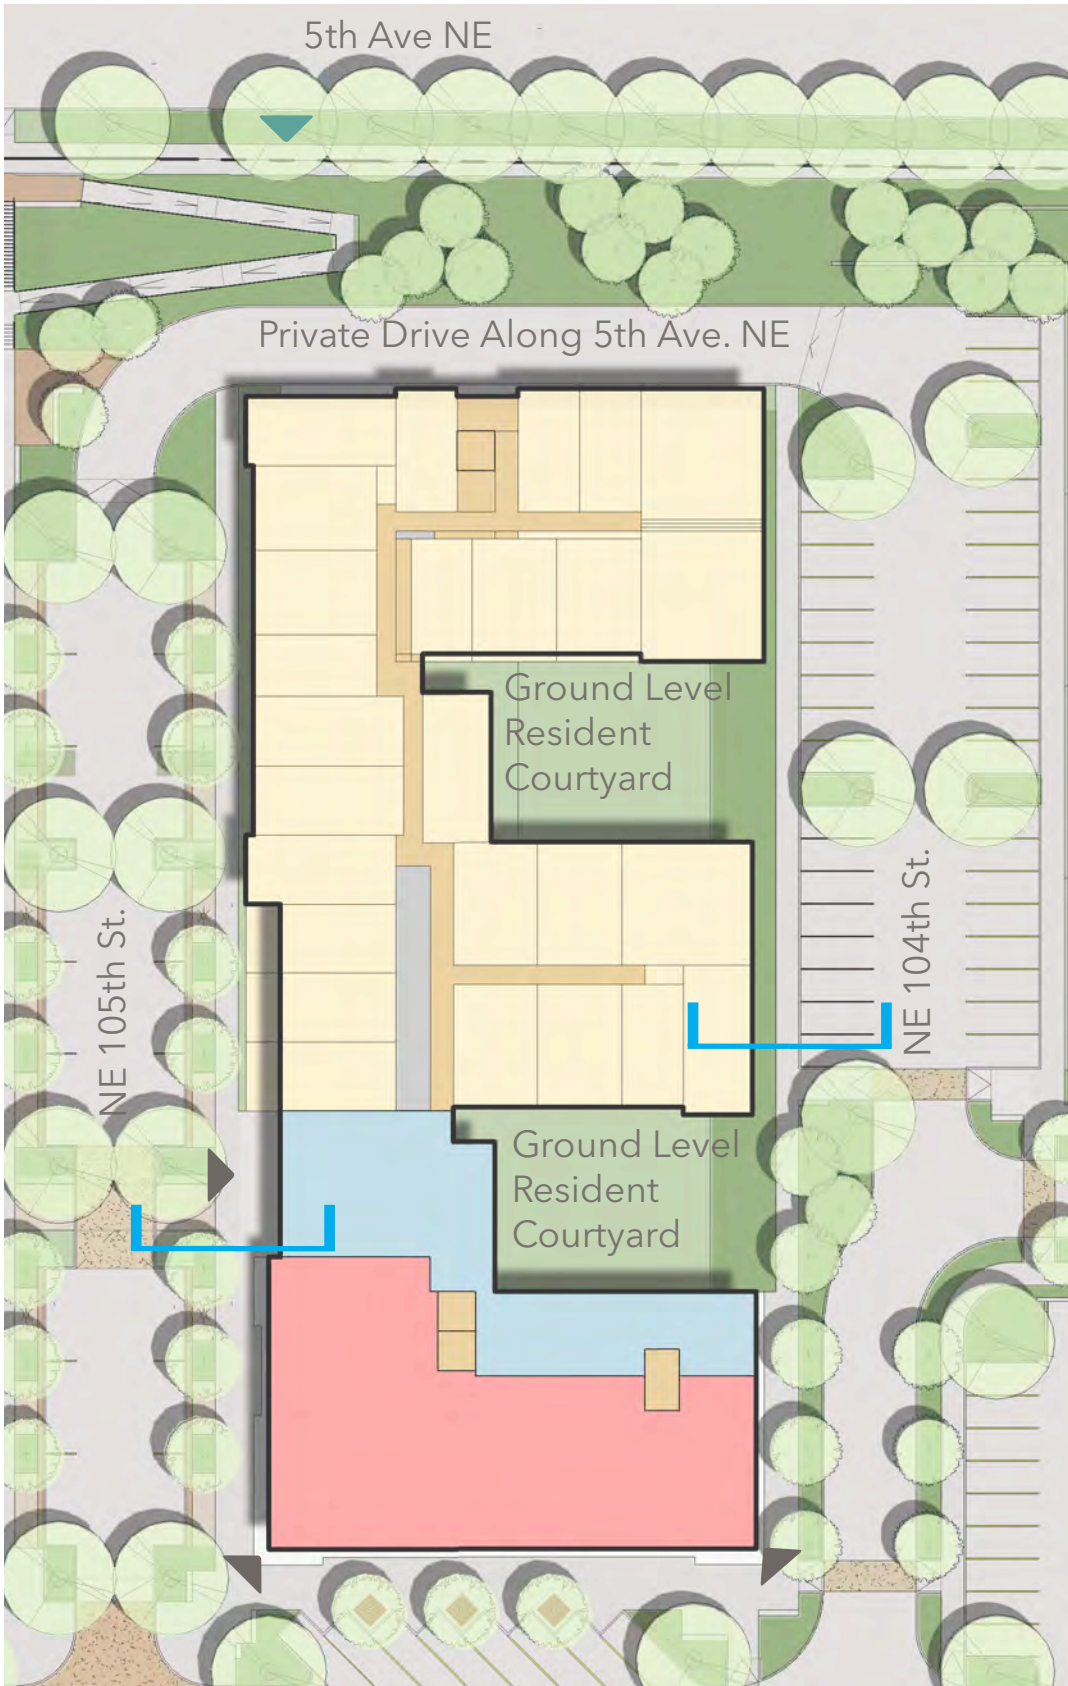 5th Ave NE
Private Drive Along 5th Ave. NE
Ground Level
Resident
Courtyard
NE 105th St.
NE 104th St.
Ground Level
Resident
Courtyard